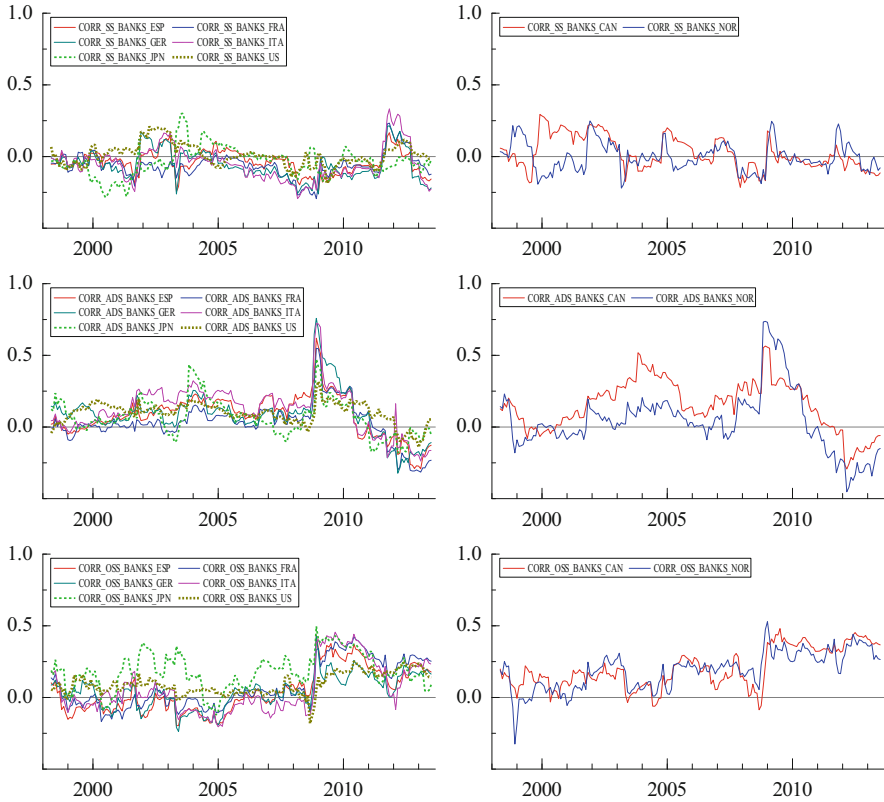 1.0
CORR_SS_BANKS_ESP CORR_SS_BANKS_FRA
CORR_SS_BANKS_GER CORR_SS_BANKS_ITA
CORR_SS_BANKS_JPN CORR_SS_BANKS_US
0.5
0.0
2000 2005 2010
1.0
CORR_SS_BANKS_CAN CORR_SS_BANKS_NOR
0.5
0.0
2000 2005 2010
1.0
CORR_ADS_BANKS_ESP CORR_ADS_BANKS_FRA
CORR_ADS_BANKS_GER CORR_ADS_BANKS_ITA
CORR_ADS_BANKS_JPN CORR_ADS_BANKS_US
0.5
0.0
2000 2005 2010
1.0
CORR_ADS_BANKS_CAN CORR_ADS_BANKS_NOR
0.5
0.0
2000 2005 2010
1.0
CORR_OSS_BANKS_ESP CORR_OSS_BANKS_FRA
CORR_OSS_BANKS_GER CORR_OSS_BANKS_ITA
CORR_OSS_BANKS_JPN CORR_OSS_BANKS_US
0.5
0.0
2000 2005 2010
1.0
CORR_OSS_BANKS_CAN CORR_OSS_BANKS_NOR
0.5
0.0
2000 2005 2010